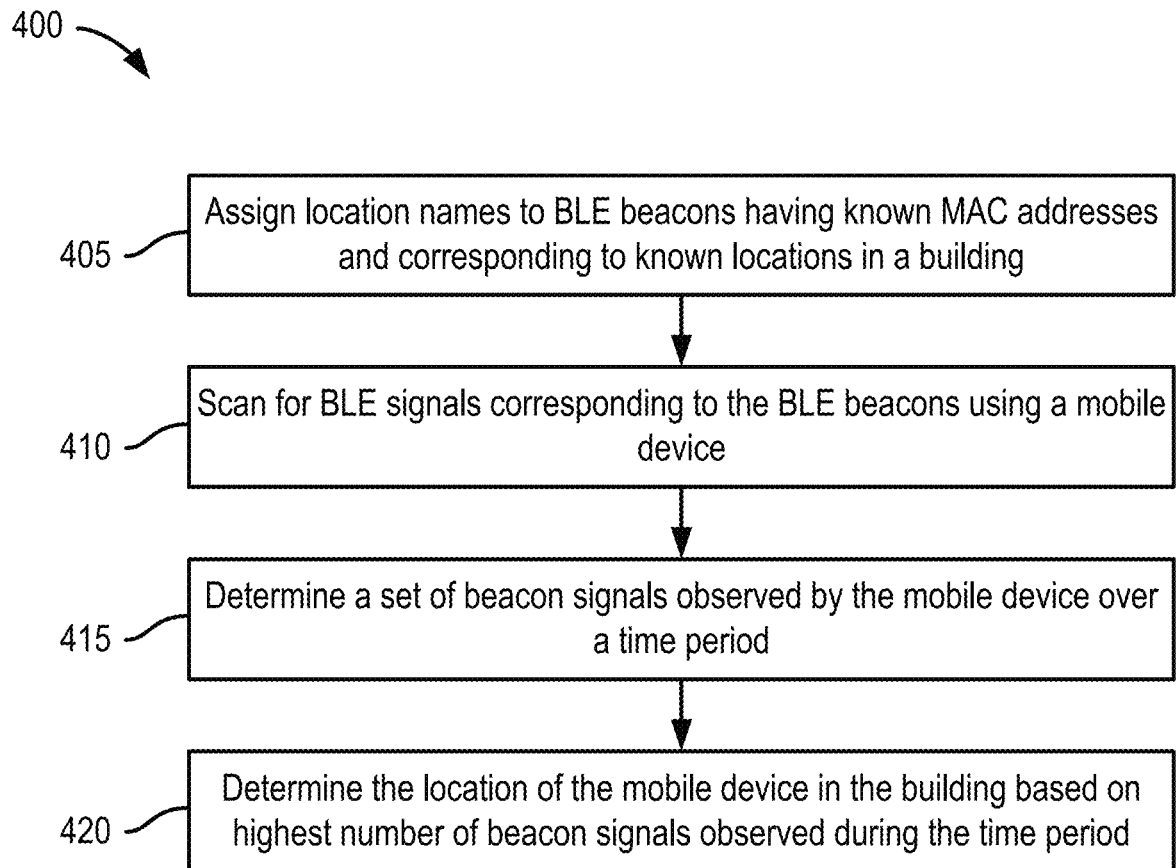 400
Assign location names to BLE beacons having known MAC addresses
and corresponding to known locations in a building
405
Scan for BLE signals corresponding to the BLE beacons using a mobile
device
410
Determine a set of beacon signals observed by the mobile device over
a time period
415
Determine the location of the mobile device in the building based on
highest number of beacon signals observed during the time period
420